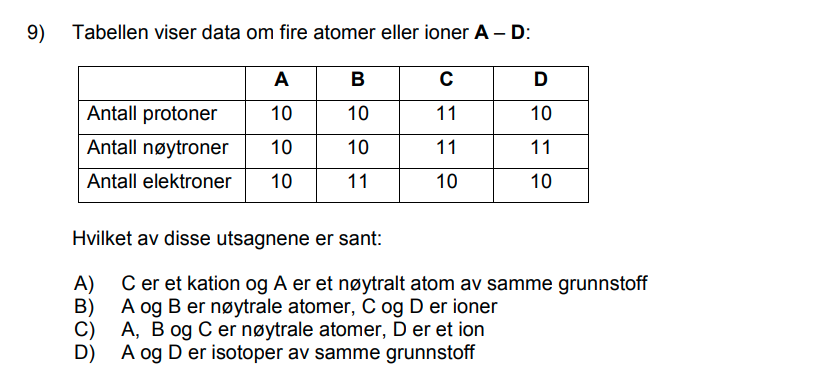 9) Tabellen viser data om fire atomer eller ioner A – D:
A B C D
Antall protoner 10 10 11 10
Antall nøytroner 10 10 11 11
Antall elektroner 10 11 10 10
Hvilket av disse utsagnene er sant:
A) C er et kation og A er et nøytralt atom av samme grunnstoff
B) A og B er nøytrale atomer, C og D er ioner
C) A, B og C er nøytrale atomer, D er et ion
D) A og D er isotoper av samme grunnstoff